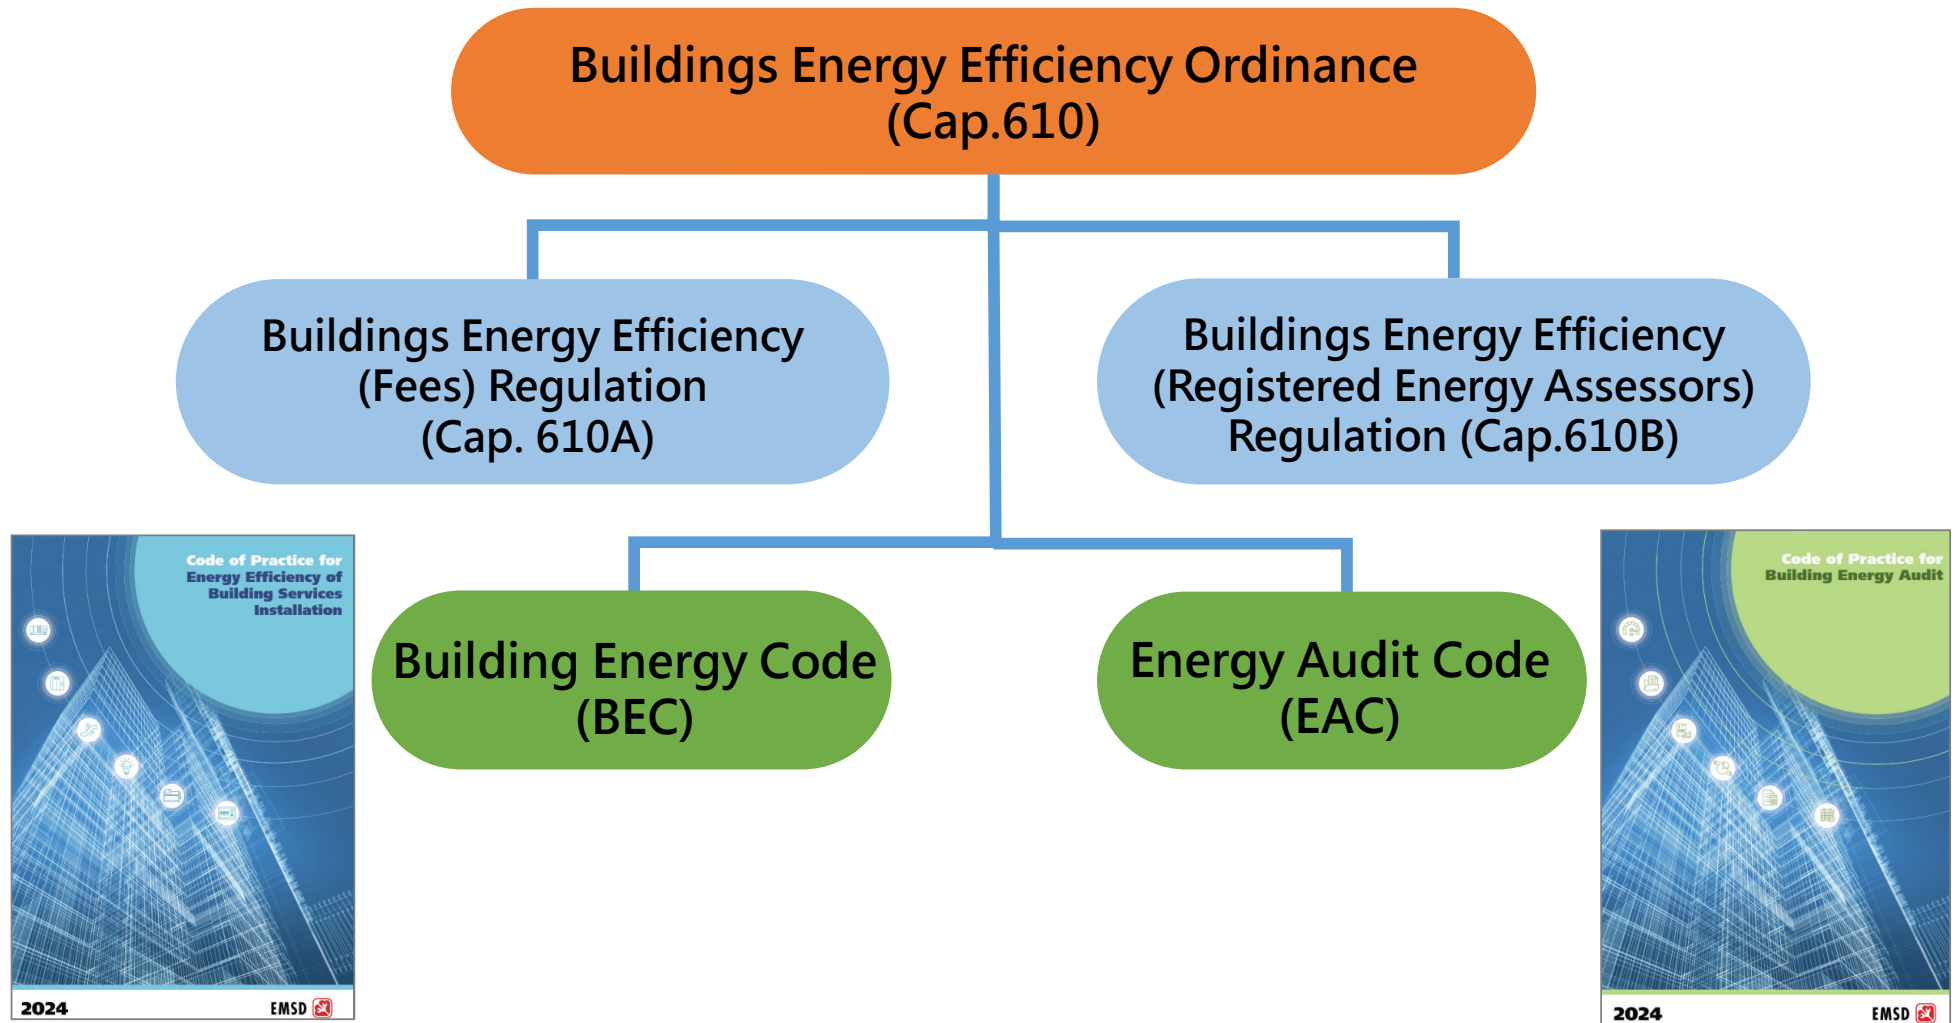 Buildings Energy Efficiency Ordinance
(Cap.610)
Buildings Energy Efficiency
(Fees) Regulation
(Cap. 610A)
Buildings Energy Efficiency
(Registered Energy Assessors)
Regulation (Cap.610B)
Code of Practice for
Energy Efficiency of
Building Services
Installation
2024
EMSD
Building Energy Code
(BEC)
Energy Audit Code
(EAC)
Code of Practice for
Building Energy Audit
2024
EMSD